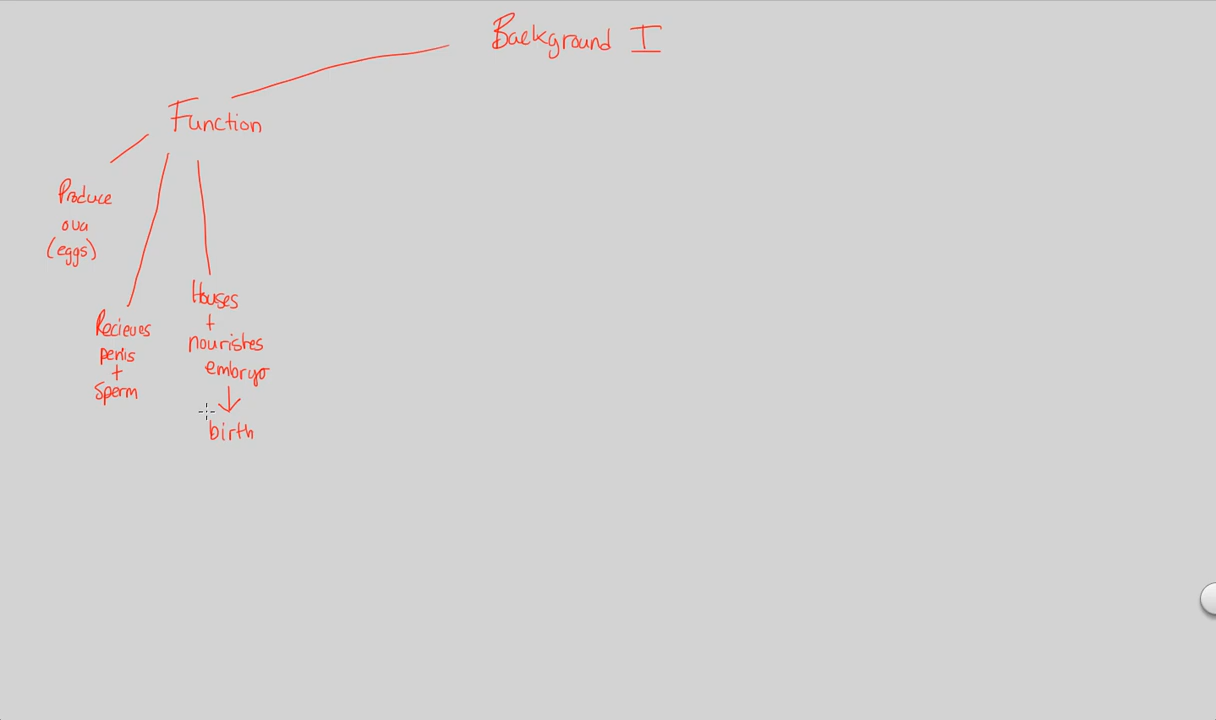 Background I
Function
Produce
ova
(eggs)
Recieves
penis
+
sperm
Houses
+
nourishes
embryo
↓
birth